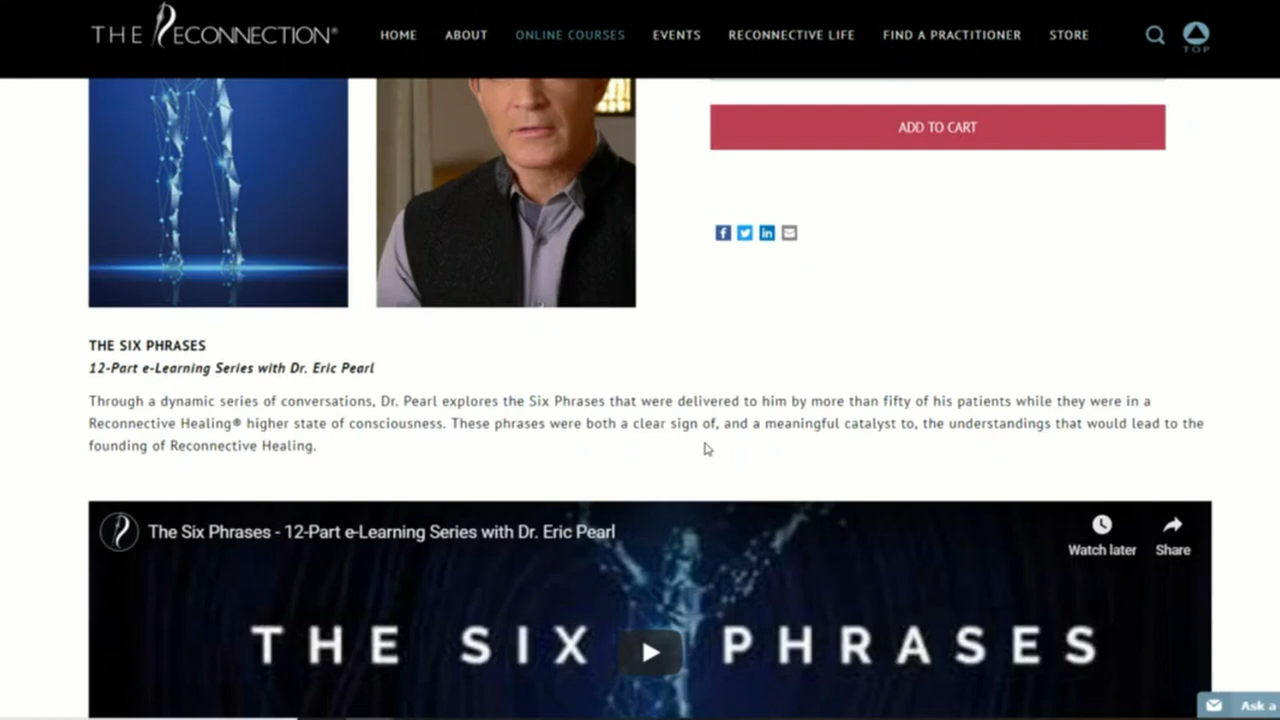 THE RECONNECTION®
HOME ABOUT ONLINE COURSES EVENTS RECONNECTIVE LIFE FIND A PRACTITIONER STORE
TOP
ADD TO CART
THE SIX PHRASES
12-Part e-Learning Series with Dr. Eric Pearl
Through a dynamic series of conversations, Dr. Pearl explores the Six Phrases that were delivered to him by more than fifty of his patients while they were in a
Reconnective Healing® higher state of consciousness. These phrases were both a clear sign of, and a meaningful catalyst to, the understandings that would lead to the
founding of Reconnective Healing.
The Six Phrases - 12-Part e-Learning Series with Dr. Eric Pearl
Watch later Share
THE SIX PHRASES
Ask a